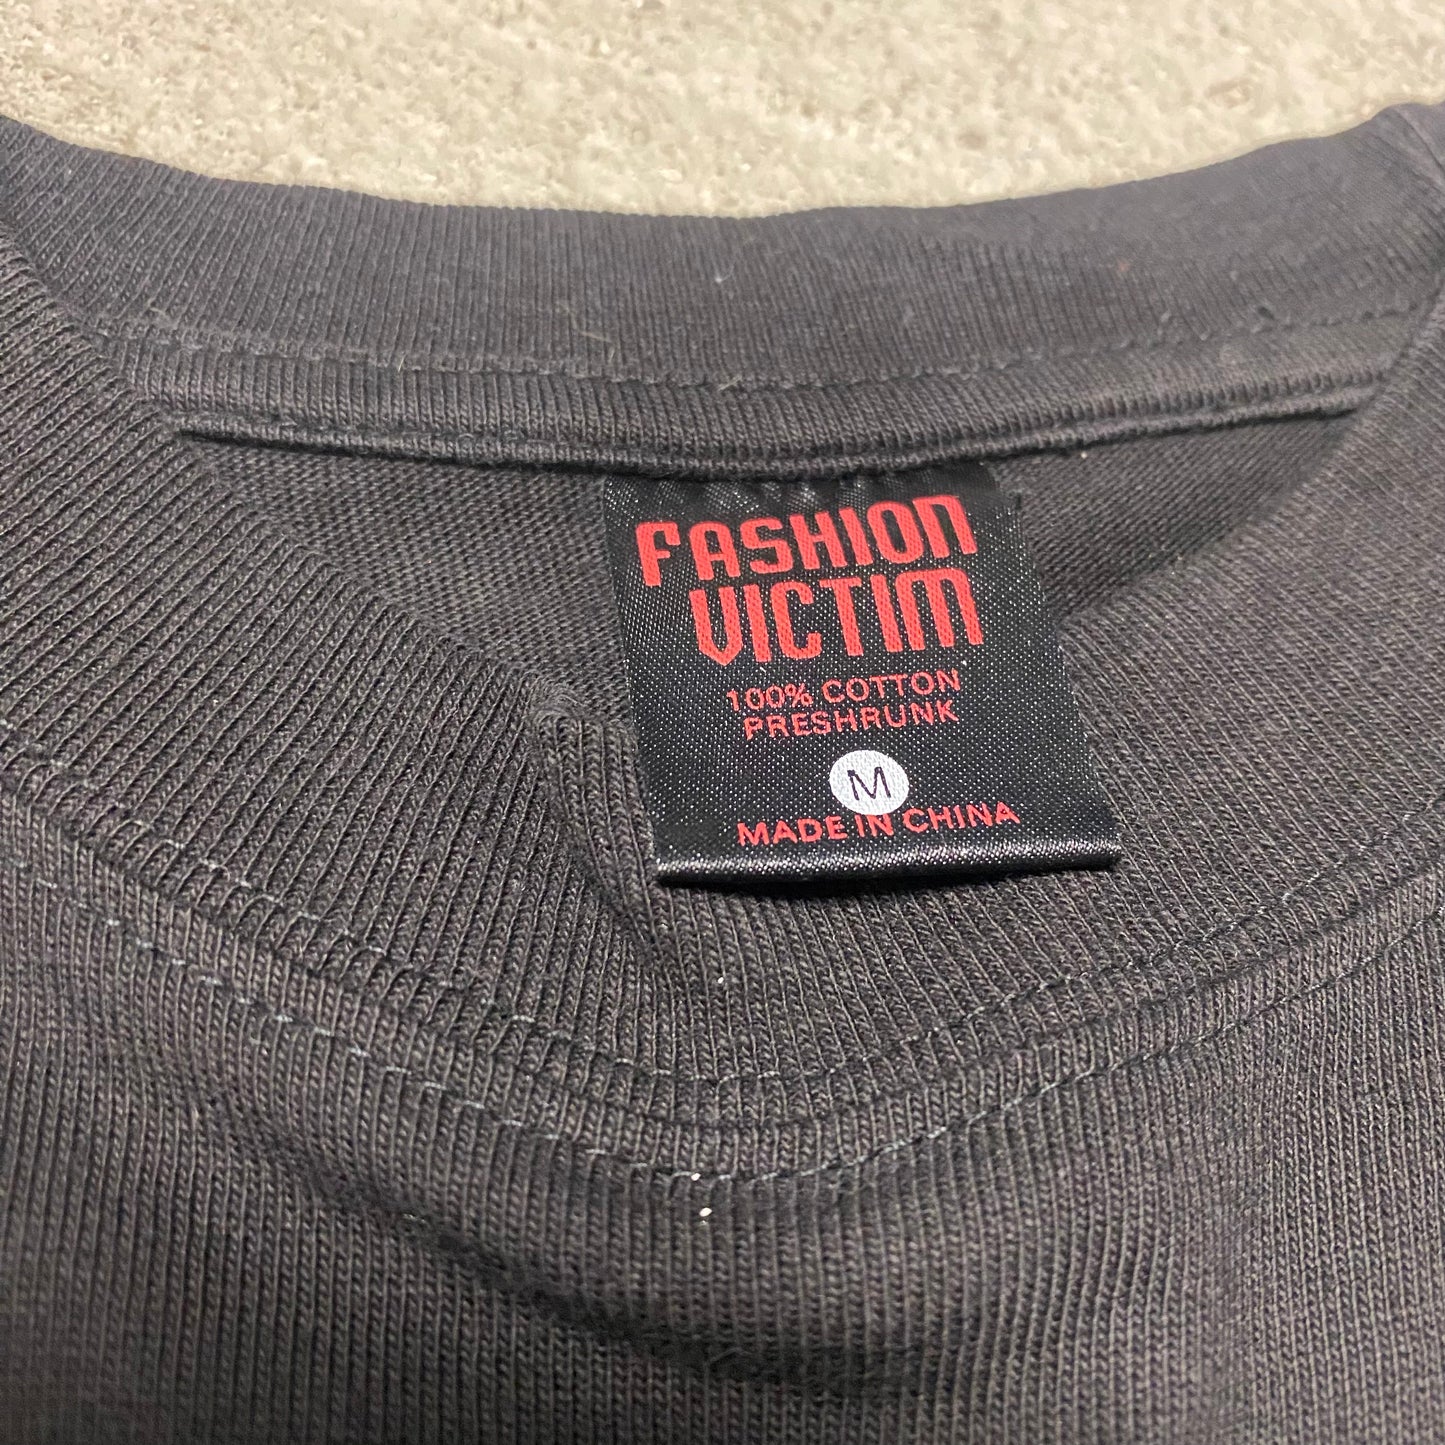 FASHION
VICTIM
100% COTTON
PRESHRUNK
M
MADE IN CHINA